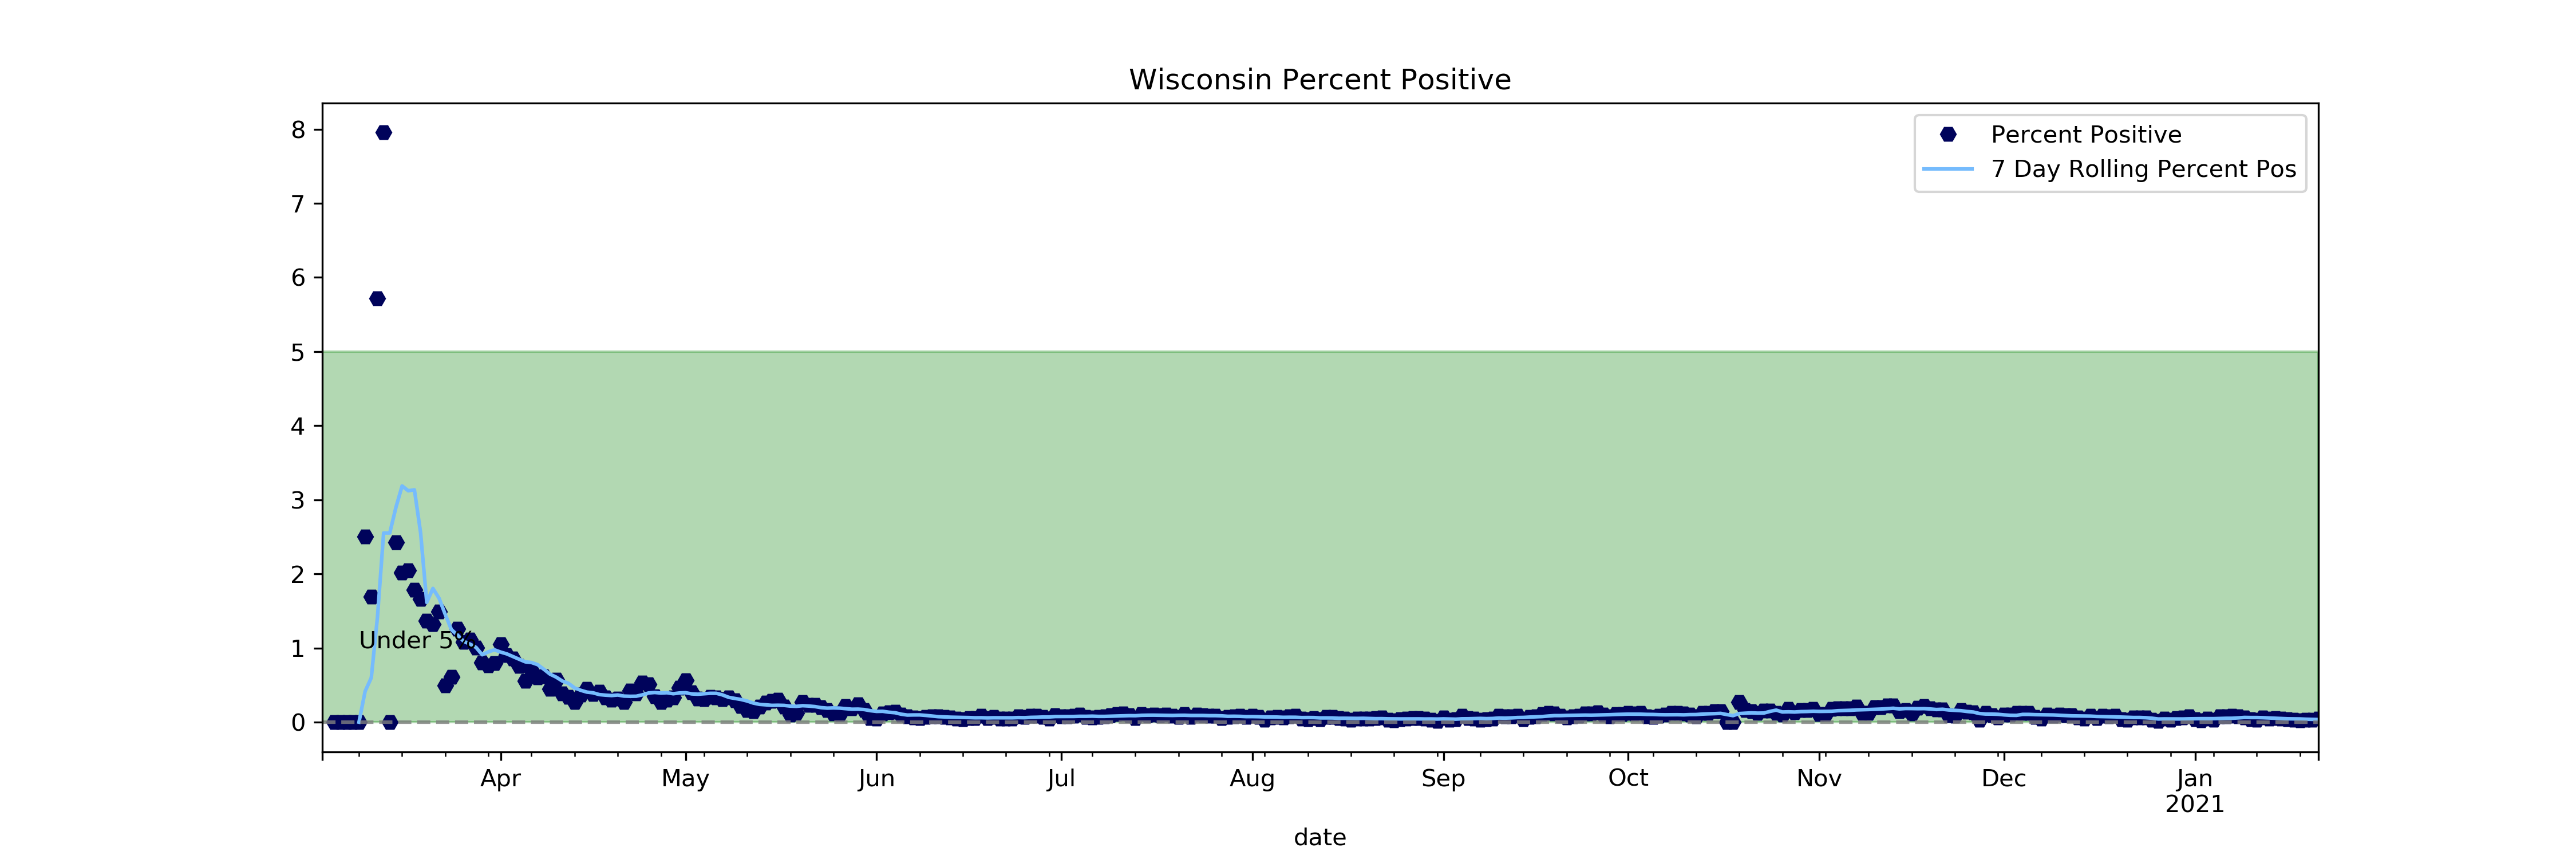 Wisconsin Percent Positive
8
7
6
5
4
3
2
1
0
Percent Positive
7 Day Rolling Percent Pos
Under 5%
Apr
May
Jun
Jul
Aug
Sep
Oct
Nov
Dec
Jan
2021
date